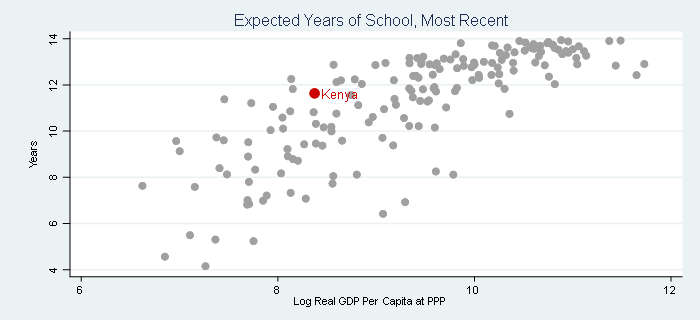 Expected Years of School, Most Recent
14
12
10
8
6
4
Years
Kenya
6
8
10
12
Log Real GDP Per Capita at PPP